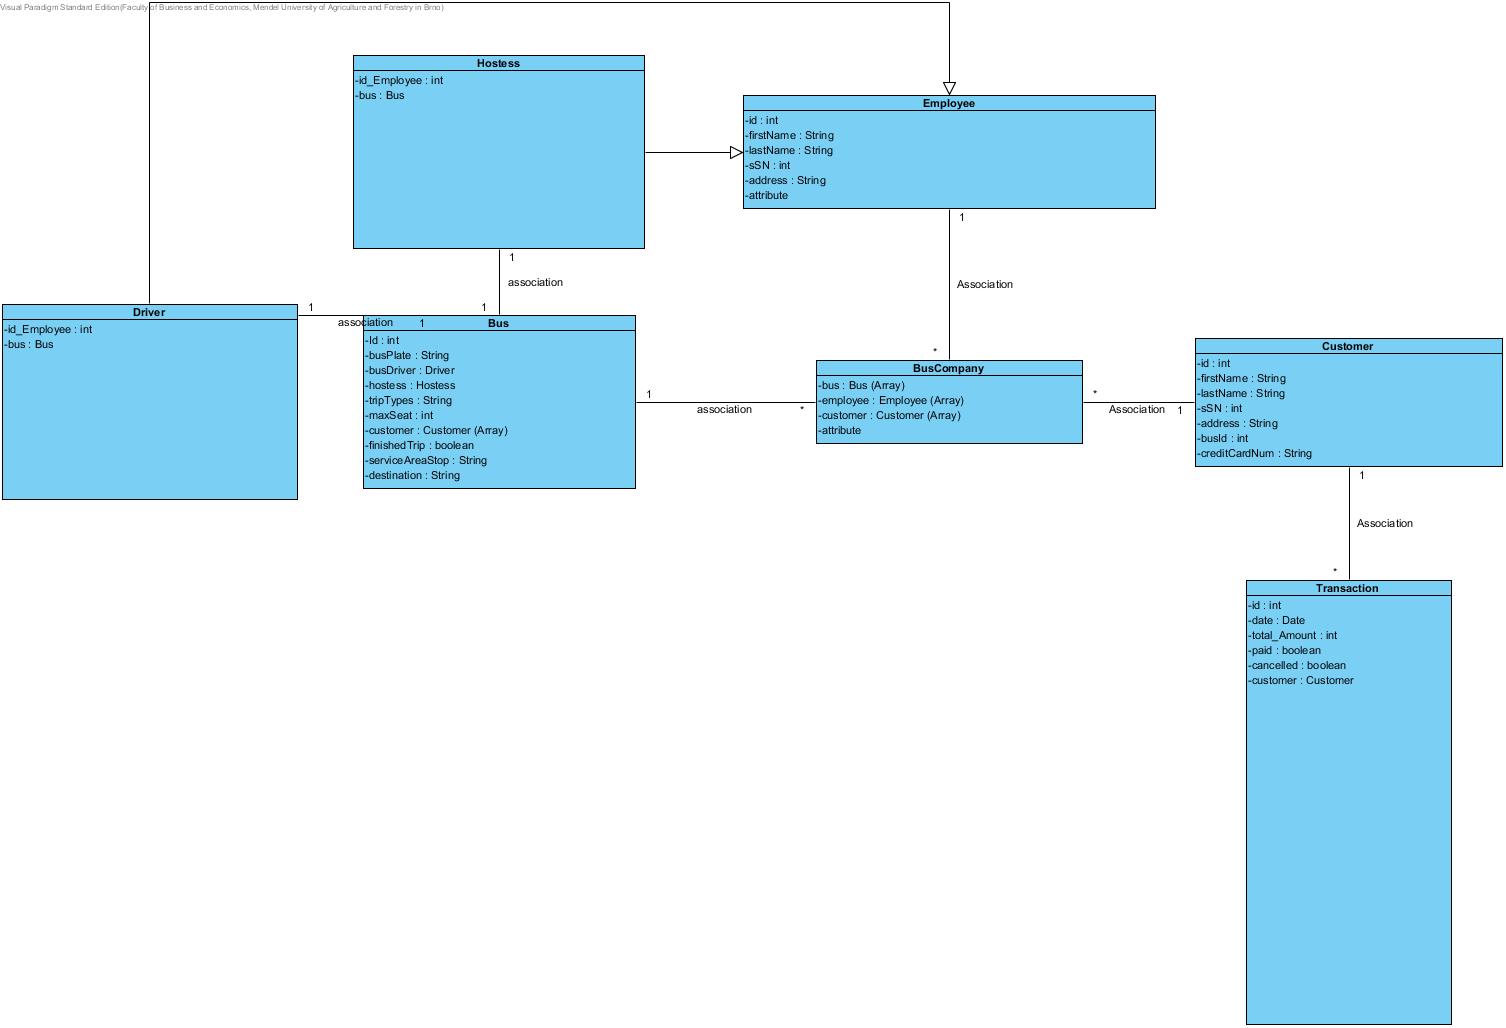 Visual Paradigm Standard Edition(Faculty of Business and Economics, Mendel University of Agriculture and Forestry in Brno)
Hostess
-id_Employee : int
-bus : Bus
Employee
-id : int
-firstName : String
-lastName : String
-sSN : int
-address : String
-attribute
1
association
1
1
Association
*
Driver
-id_Employee : int
-bus : Bus
1
association
1
Bus
-Id : int
-busPlate : String
-busDriver : Driver
-hostess : Hostess
-tripTypes : String
-maxSeat : int
-customer : Customer (Array)
-finishedTrip : boolean
-serviceAreaStop : String
-destination : String
1
association
*
BusCompany
-bus : Bus (Array)
-employee : Employee (Array)
-customer : Customer (Array)
-attribute
*
Association
1
Customer
-id : int
-firstName : String
-lastName : String
-sSN : int
-address : String
-busId : int
-creditCardNum : String
1
Association
*
Transaction
-id : int
-date : Date
-total_Amount : int
-paid : boolean
-cancelled : boolean
-customer : Customer